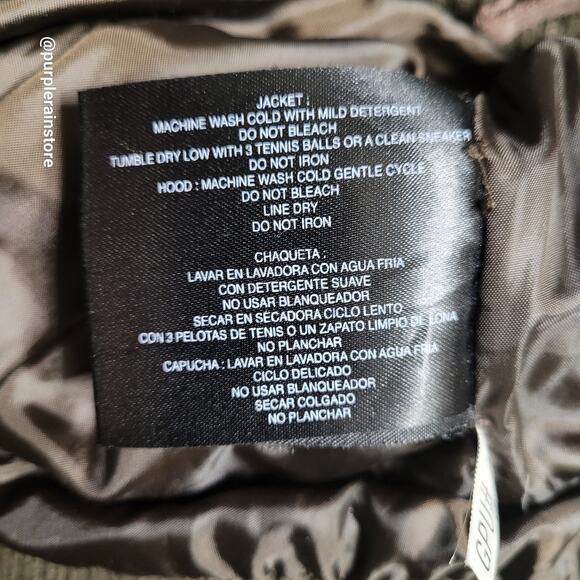 @purplerainstore
JACKET :
MACHINE WASH COLD WITH MILD DETERGENT
DO NOT BLEACH
TUMBLE DRY LOW WITH 3 TENNIS BALLS OR A CLEAN SNEAKER
DO NOT IRON
HOOD : MACHINE WASH COLD GENTLE CYCLE
DO NOT BLEACH
LINE DRY
DO NOT IRON
CHAQUETA :
LAVAR EN LAVADORA CON AGUA FRIA
CON DETERGENTE SUAVE
NO USAR BLANQUEADOR
SECAR EN SECADORA CICLO LENTO
CON 3 PELOTAS DE TENIS O UN ZAPATO LIMPIO DE LONA
NO PLANCHAR
CAPUCHA : LAVAR EN LAVADORA CON AGUA FRIA
CICLO DELICADO
NO USAR BLANQUEADOR
SECAR COLGADO
NO PLANCHAR